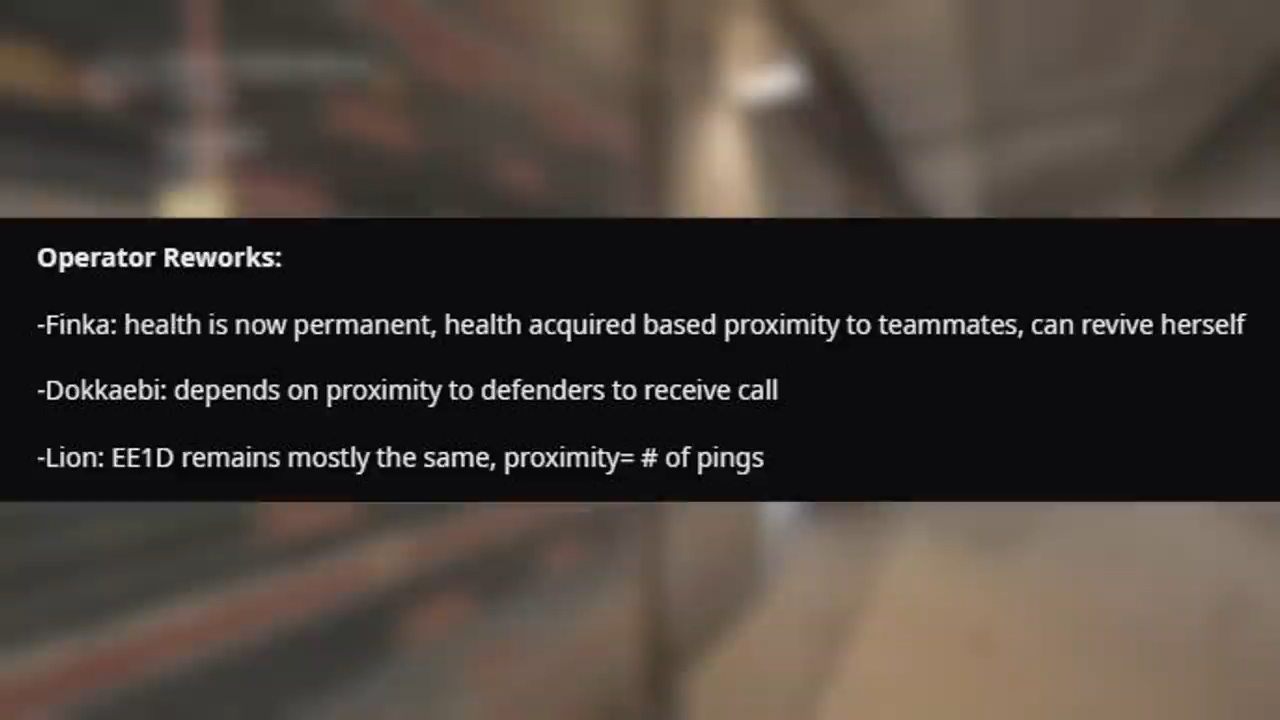 Operator Reworks:
-Finka: health is now permanent, health acquired based proximity to teammates, can revive herself
-Dokkaebi: depends on proximity to defenders to receive call
-Lion: EE1D remains mostly the same, proximity= # of pings